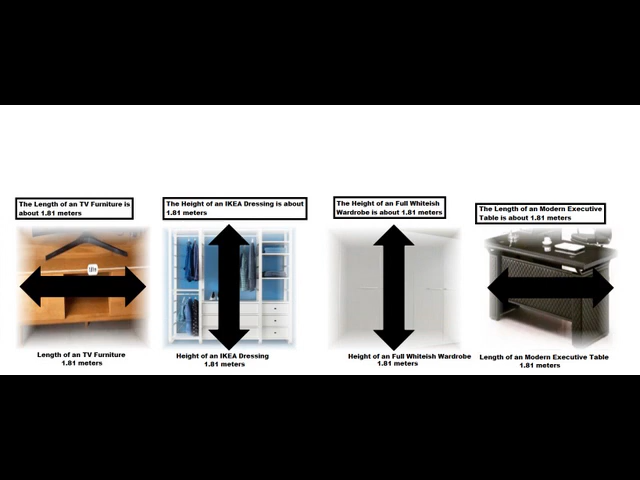 The Length of an TV Furniture is
about 1.81 meters
The Height of an IKEA Dressing is about
1.81 meters
The Height of an Full Whiteish
Wardrobe is about 1,81 meters
The Length of an Modern Executive
Table is about 1.81 meters
Length of an TV Furniture
1.81 meters
Height of an IKEA Dressing
1.81 meters
Height of an Full Whiteish Wardrobe
1.81 meters
Length of an Modern Executive Table
1.81 meters